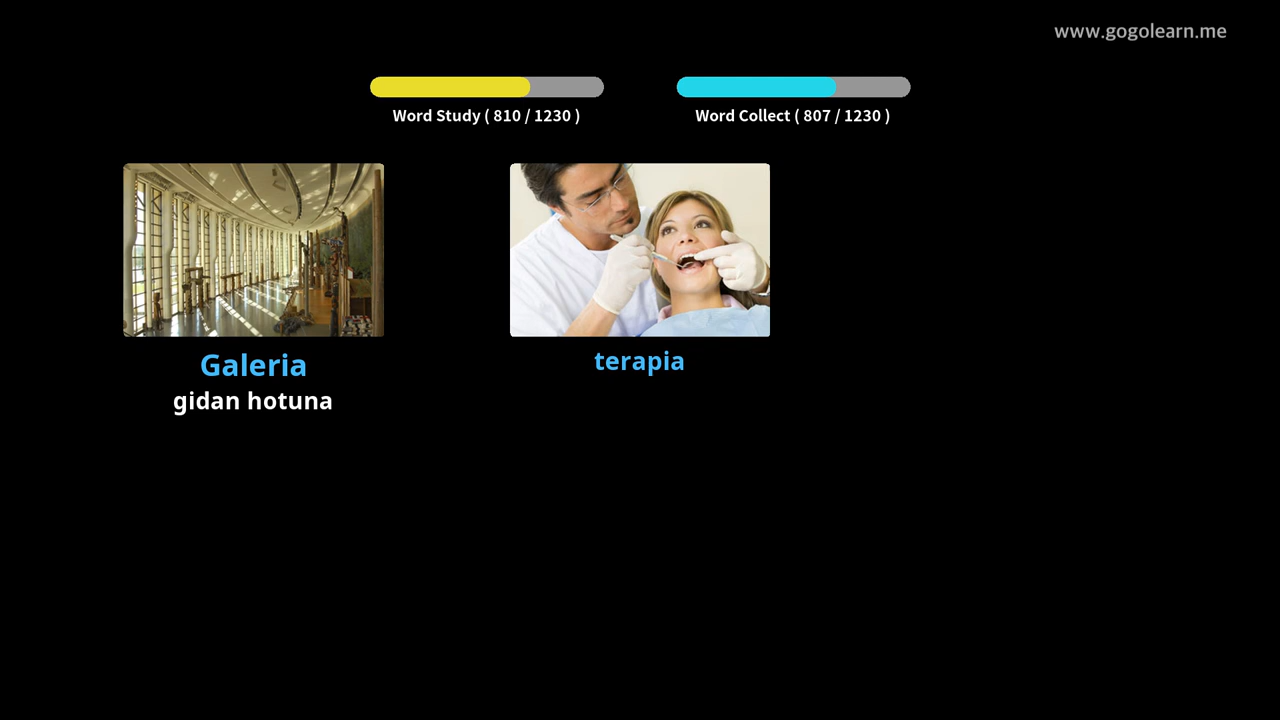 www.gogolearn.me
Word Study ( 810 / 1230 )
Word Collect ( 807 / 1230 )
Galeria
gidan hotuna
terapia